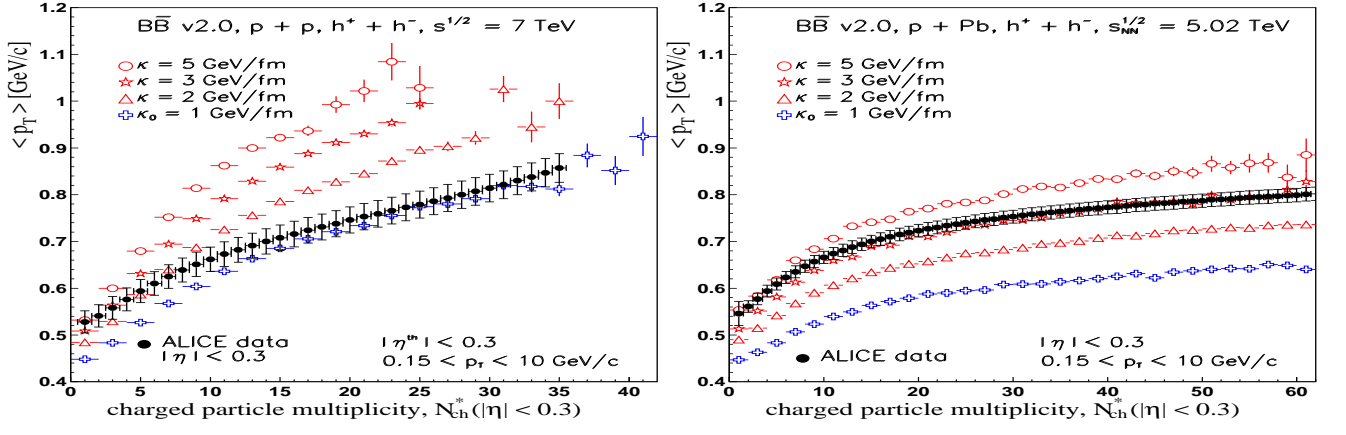 BB̅ v2.0, p + p, h⁺ + h⁻, s^1/2 = 7 TeV
κ = 5 GeV/fm
κ = 3 GeV/fm
κ = 2 GeV/fm
κ₀ = 1 GeV/fm
<p_T> [GeV/c]
1.2
1.1
1
0.9
0.8
0.7
0.6
0.5
0.4
ALICE data
|η| < 0.3
|η^th| < 0.3
0.15 < p_T < 10 GeV/c
0 5 10 15 20 25 30 35 40
charged particle multiplicity, N*_ch(|η| < 0.3)
BB̅ v2.0, p + Pb, h⁺ + h⁻, s_NN^1/2 = 5.02 TeV
κ = 5 GeV/fm
κ = 3 GeV/fm
κ = 2 GeV/fm
κ₀ = 1 GeV/fm
<p_T> [GeV/c]
1.2
1.1
1
0.9
0.8
0.7
0.6
0.5
0.4
ALICE data
|η| < 0.3
0.15 < p_T < 10 GeV/c
0 10 20 30 40 50 60
charged particle multiplicity, N*_ch(|η| < 0.3)